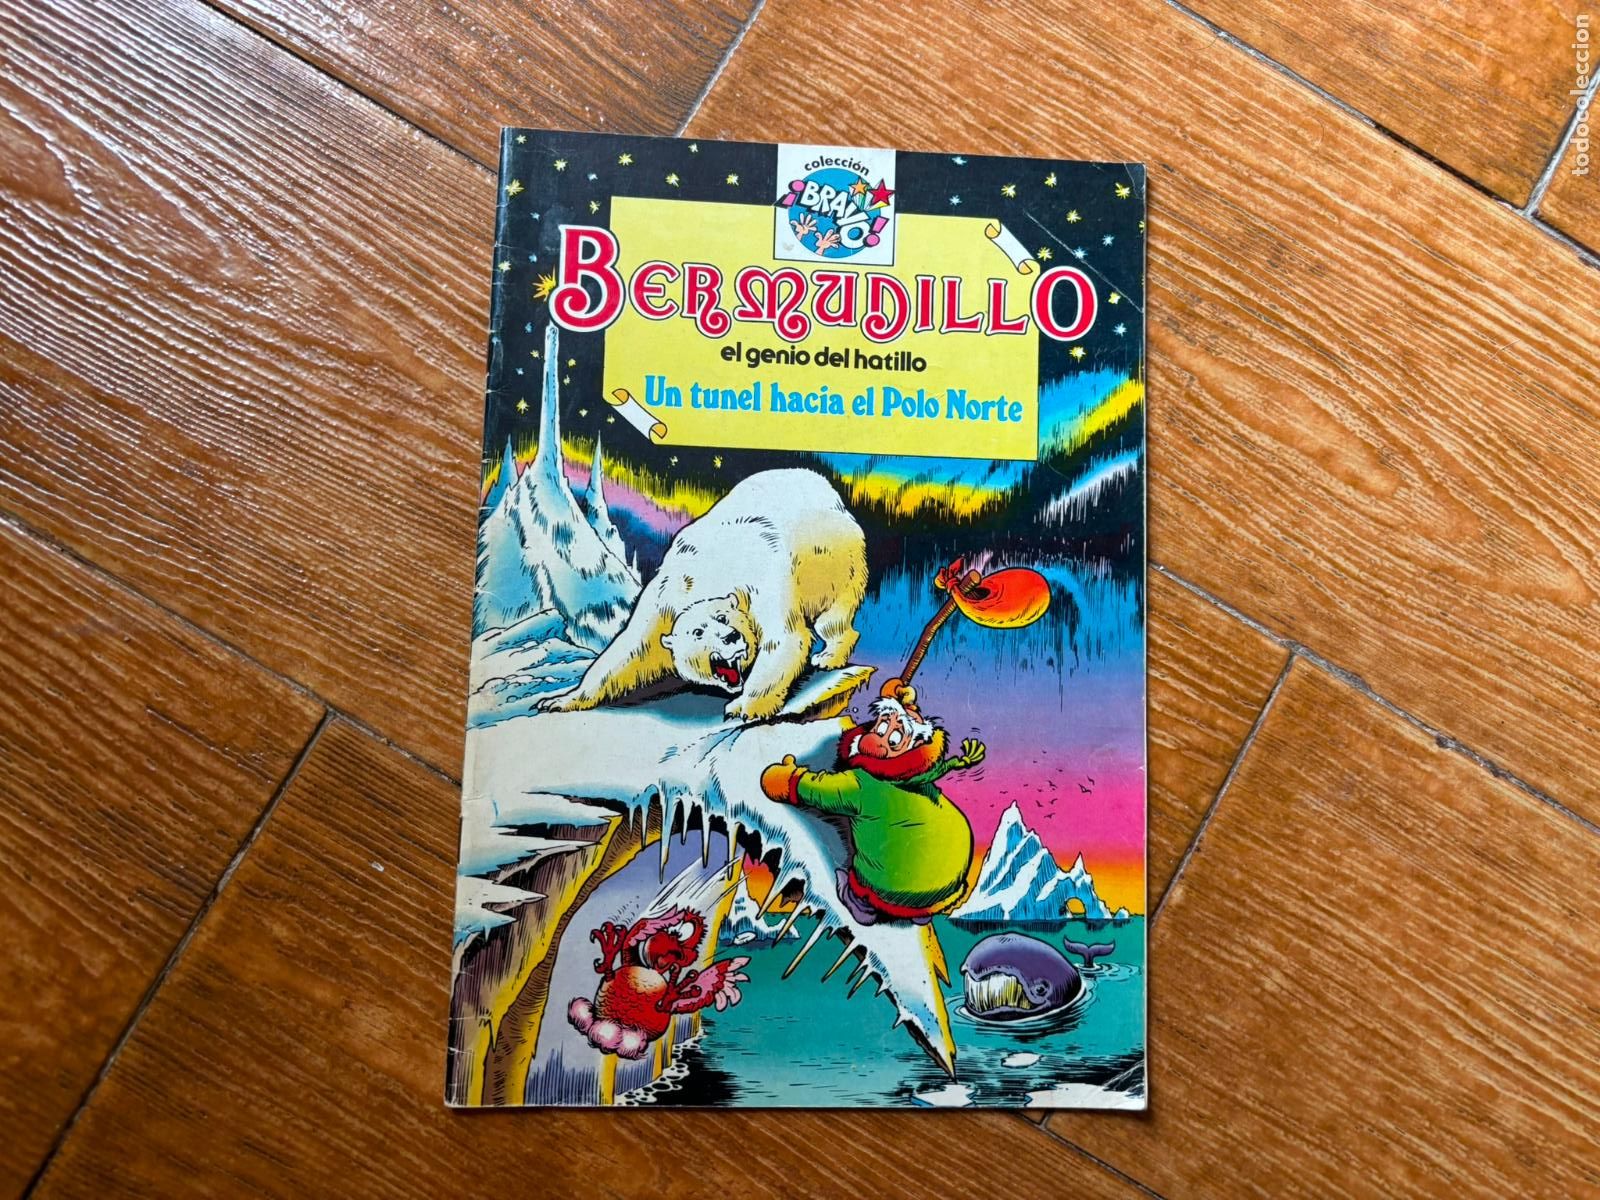 colección
¡BRAVO!
BERMUDILLO
el genio del hatillo
Un tunel hacia el Polo Norte
todocoleccion